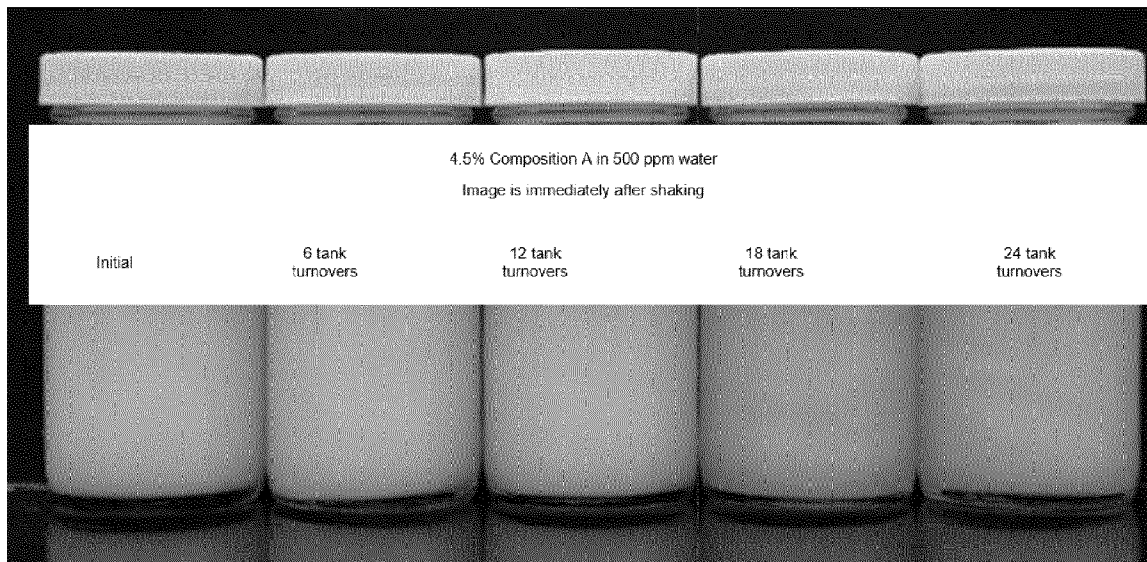 4.5% Composition A in 500 ppm water
Image is immediately after shaking
Initial
6 tank
turnovers
12 tank
turnovers
18 tank
turnovers
24 tank
turnovers